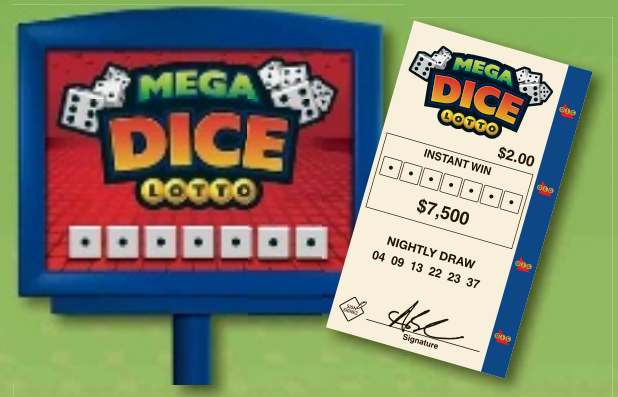 MEGA
DICE
LOTTO
MEGA
DICE
LOTTO
$2.00
INSTANT WIN
$7,500
NIGHTLY DRAW
04 09 13 22 23 37
SIGN
Signature